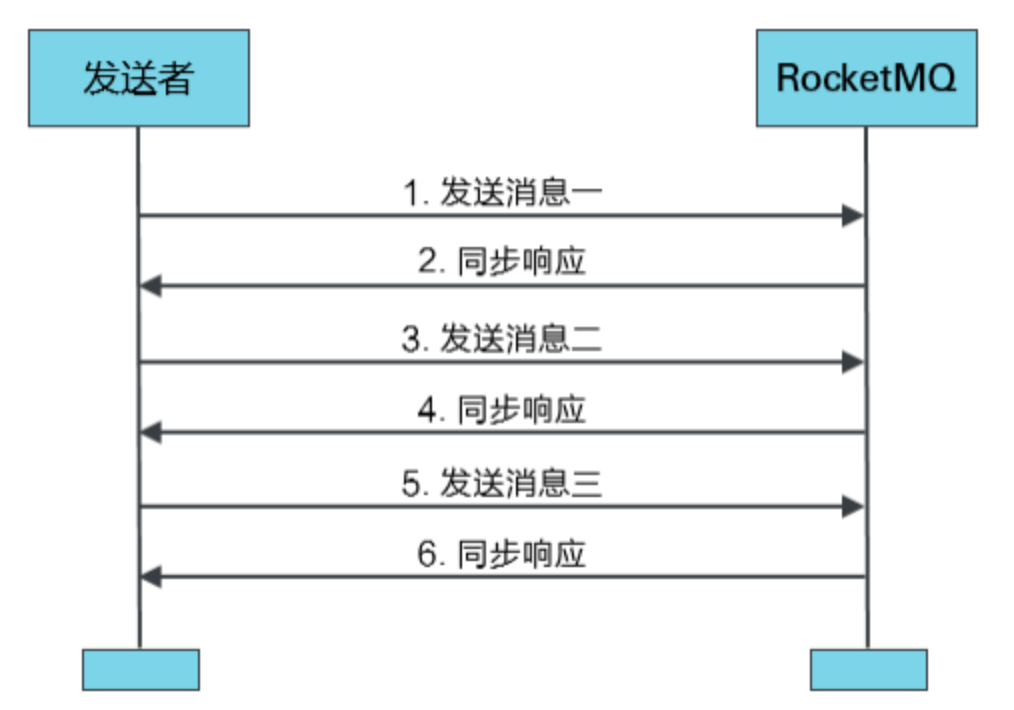 发送者
RocketMQ
1. 发送消息一
2. 同步响应
3. 发送消息二
4. 同步响应
5. 发送消息三
6. 同步响应